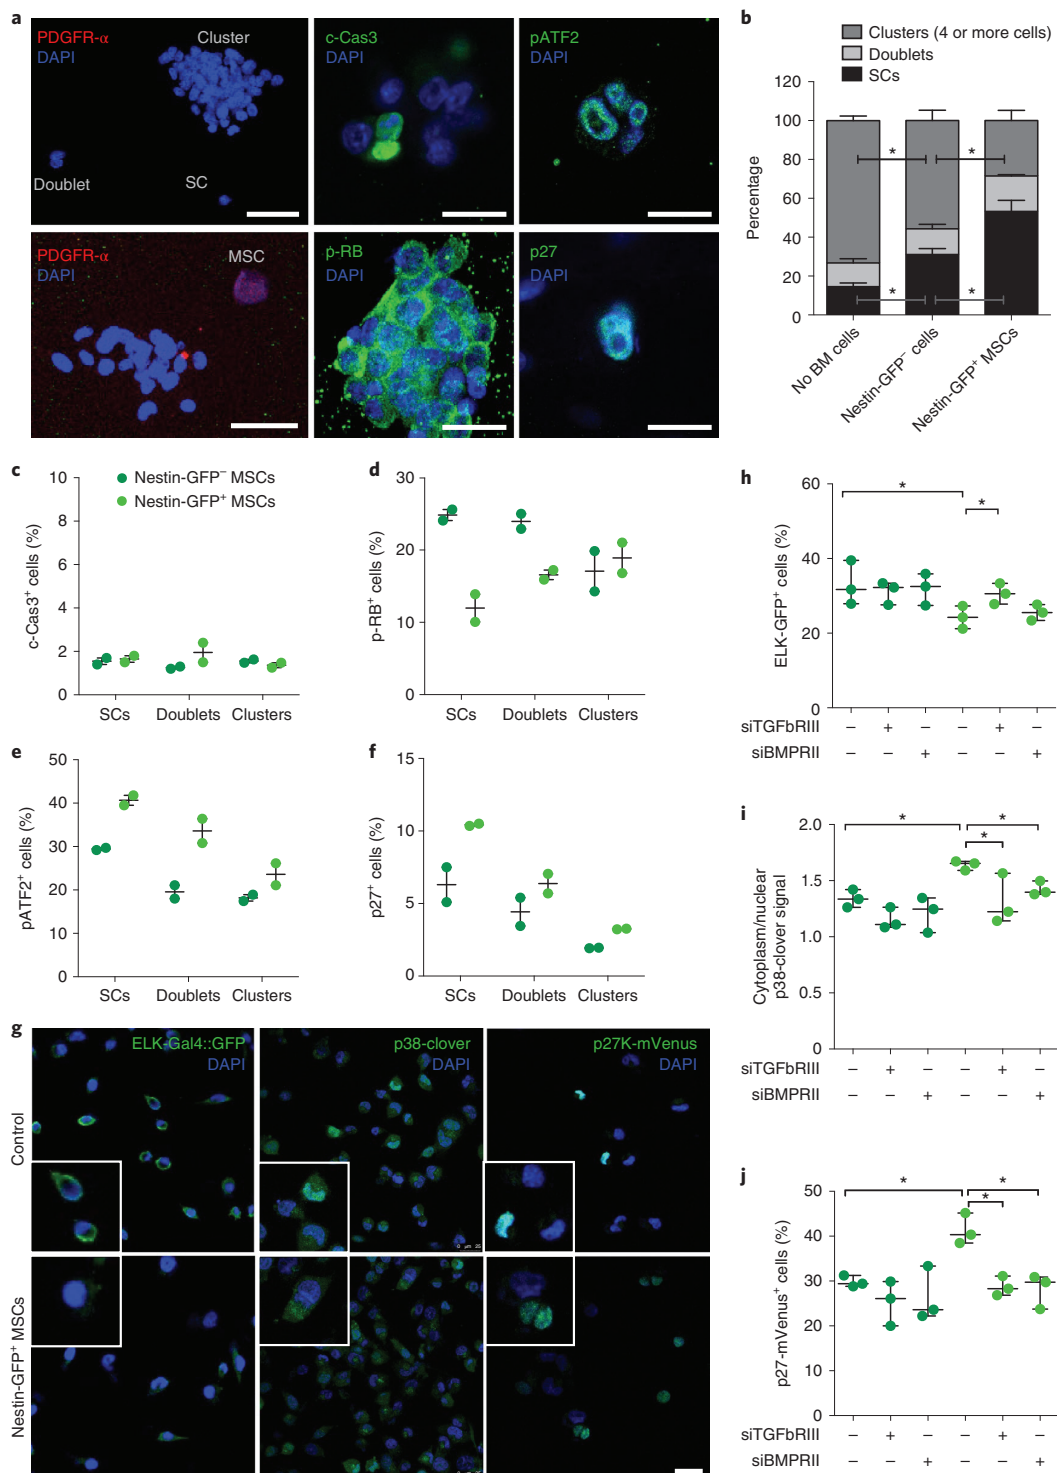 a
PDGFR-α
DAPI
Cluster
Doublet
SC
c-Cas3
DAPI
pATF2
DAPI
PDGFR-α
DAPI
MSC
p-RB
DAPI
p27
DAPI
b
Clusters (4 or more cells)
Doublets
SCs
Percentage
120
100
80
60
40
20
0
* *
* *
No BM cells
Nestin-GFP⁻ cells
Nestin-GFP⁺ MSCs
c
Nestin-GFP⁻ MSCs
Nestin-GFP⁺ MSCs
c-Cas3⁺ cells (%)
10
8
6
4
2
0
SCs Doublets Clusters
d
p-RB⁺ cells (%)
30
20
10
0
SCs Doublets Clusters
e
pATF2⁺ cells (%)
50
40
30
20
10
0
SCs Doublets Clusters
f
p27⁺ cells (%)
15
10
5
0
SCs Doublets Clusters
g
ELK-Gal4::GFP
DAPI
p38-clover
DAPI
p27K-mVenus
DAPI
Control
Nestin-GFP⁺ MSCs
0 µm 25
h
ELK-GFP⁺ cells (%)
60
40
20
0
* *
siTGFbRIII – + – – + –
siBMPRII – – + – – +
i
Cytoplasm/nuclear
p38-clover signal
2.0
1.5
1.0
0.5
0
* * *
siTGFbRIII – + – – + –
siBMPRII – – + – – +
j
p27-mVenus⁺ cells (%)
50
40
30
20
10
0
* * *
siTGFbRIII – + – – + –
siBMPRII – – + – – +